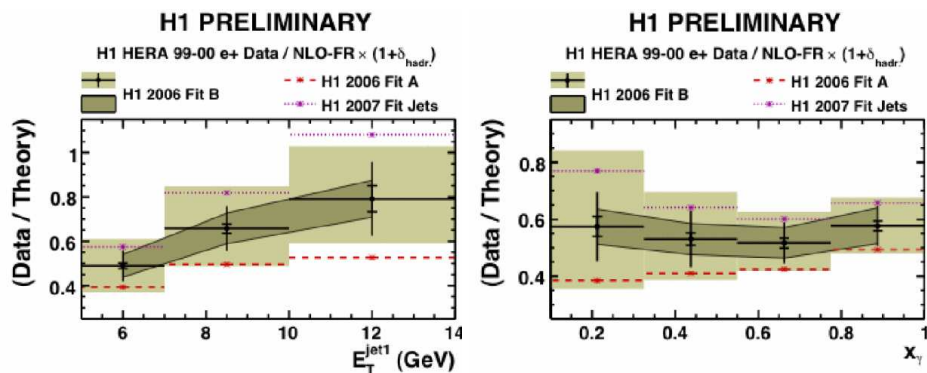 H1 PRELIMINARY
H1 HERA 99-00 e+ Data / NLO-FR × (1+δhadr.)
H1 2006 Fit B
H1 2006 Fit A
H1 2007 Fit Jets
(Data / Theory)
1
0.8
0.6
0.4
6 8 10 12 14
E_T^jet1 (GeV)
H1 PRELIMINARY
H1 HERA 99-00 e+ Data / NLO-FR × (1+δhadr.)
H1 2006 Fit B
H1 2006 Fit A
H1 2007 Fit Jets
(Data / Theory)
0.8
0.6
0.4
0.2 0.4 0.6 0.8 1
xγ